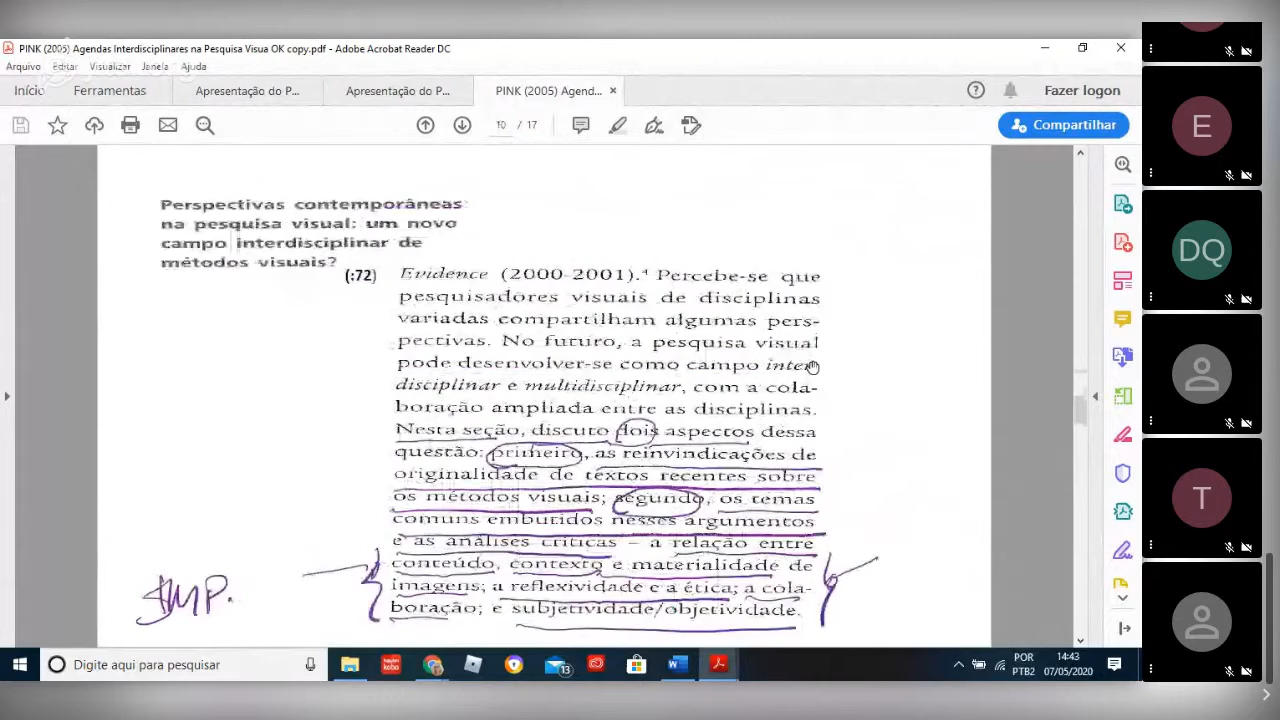 PINK (2005) Agendas Interdisciplinares na Pesquisa Visua OK copy.pdf - Adobe Acrobat Reader DC
Arquivo Editar Visualizar Janela Ajuda
Início Ferramentas Apresentação do P... Apresentação do P... PINK (2005) Agend... × Fazer logon
10 / 17 Compartilhar
Perspectivas contemporâneas
na pesquisa visual: um novo
campo interdisciplinar de
métodos visuais?
(:72) Evidence (2000-2001).⁴ Percebe-se que
pesquisadores visuais de disciplinas
variadas compartilham algumas pers-
pectivas. No futuro, a pesquisa visual
pode desenvolver-se como campo inter
disciplinar e multidisciplinar, com a cola-
boração ampliada entre as disciplinas.
Nesta seção, discuto dois aspectos dessa
questão: primeiro, as reinvindicações de
originalidade de textos recentes sobre
os métodos visuais; segundo, os temas
comuns embutidos nesses argumentos
e as análises críticas – a relação entre
conteúdo, contexto e materialidade de
imagens; a reflexividade e a ética; a cola-
boração; e subjetividade/objetividade.
IMP.
E
DQ
T
Digite aqui para pesquisar
13
POR
PTB2
14:43
07/05/2020